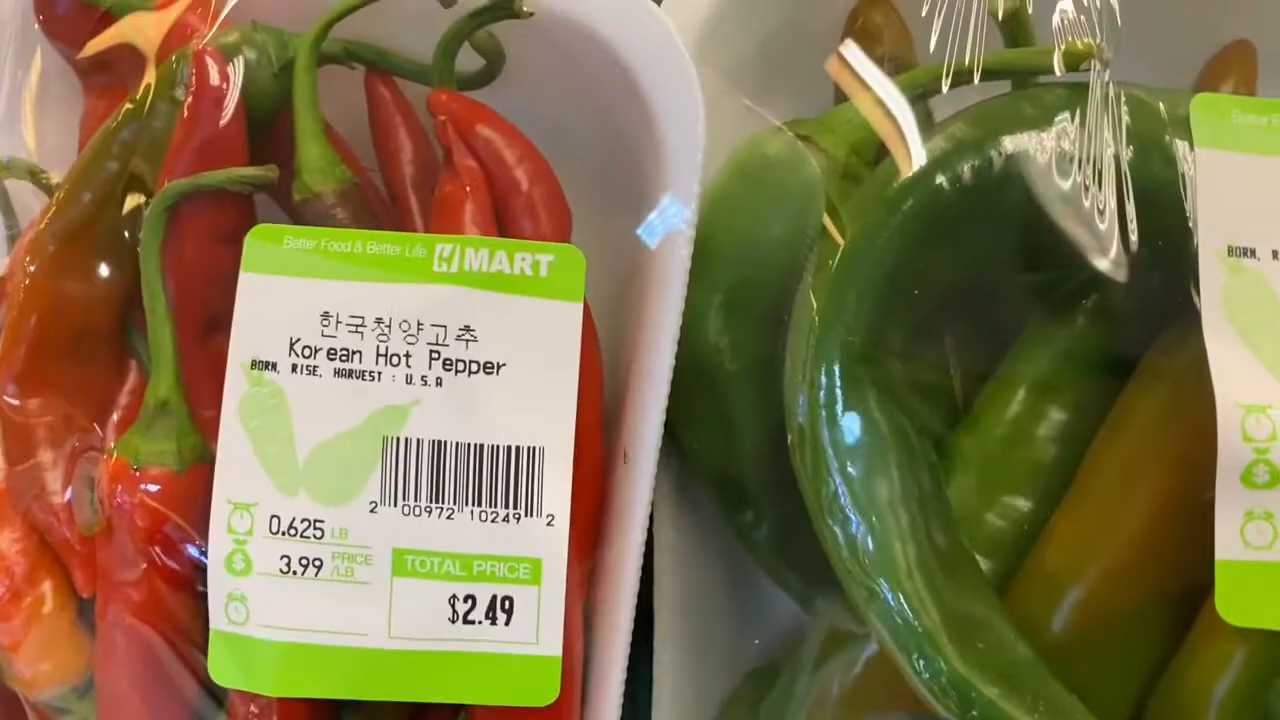 Better Food & Better Life H MART
한국청양고추
Korean Hot Pepper
BORN, RISE, HARVEST : U.S.A
2 00972 10249 2
0.625 LB
3.99 PRICE /LB.
TOTAL PRICE
$2.49
BORN,